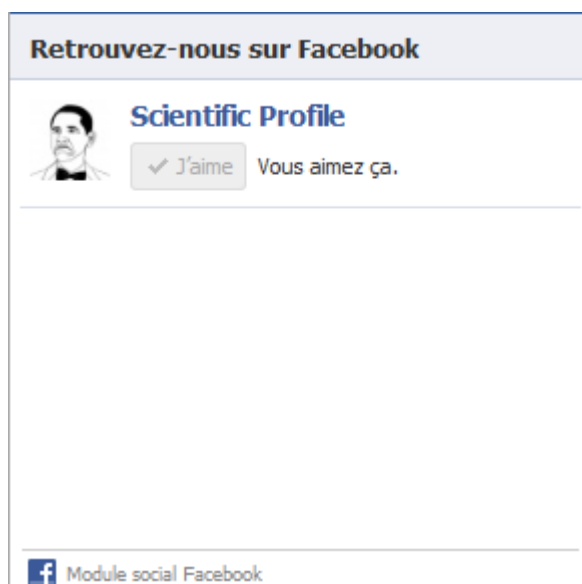 Retrouvez-nous sur Facebook
Scientific Profile
J'aime Vous aimez ça.
Module social Facebook